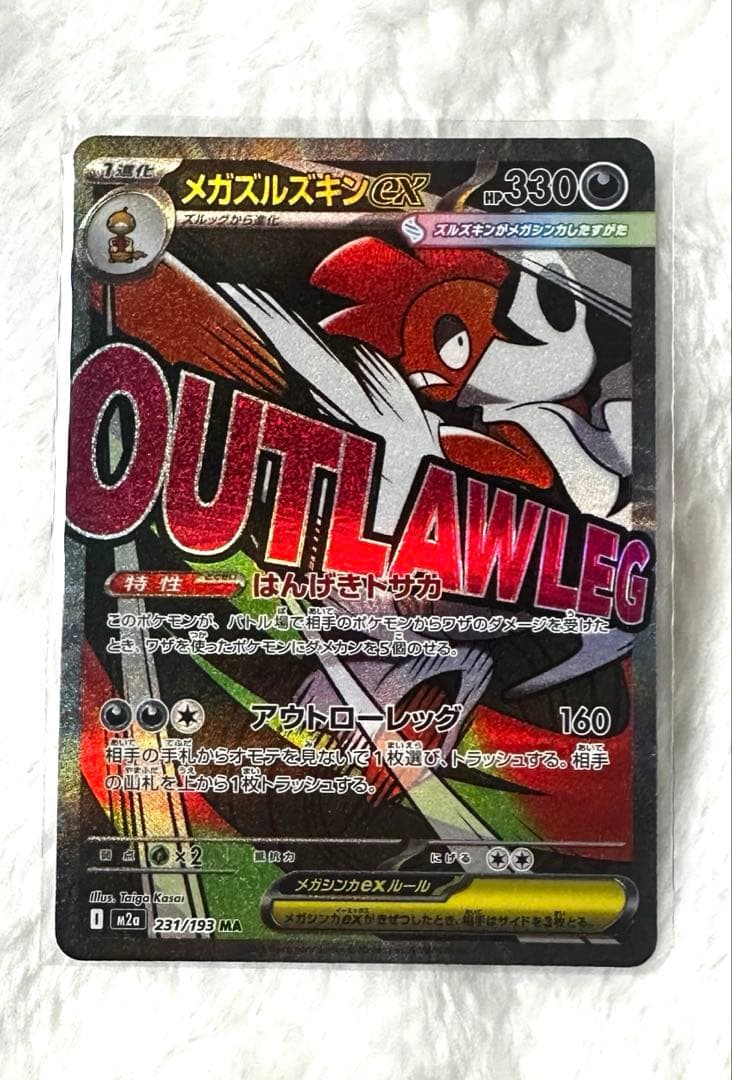 1進化
メガズルズキンex
HP330
ズルッグから進化
ズルズキンがメガシンカしたすがた
OUTLAWLEG
特性 はんげきトサカ
このポケモンが、バトル場で相手のポケモンからワザのダメージを受けた
とき、ワザを使ったポケモンにダメカンを5個のせる。
アウトローレッグ 160
相手の手札からオモテを見ないで1枚選び、トラッシュする。相手
の山札を上から1枚トラッシュする。
弱点 ×2 抵抗力 にげる
メガシンカexルール
メガシンカexがきぜつしたとき、相手はサイドを3枚とる。
Illus. Taiga Kasai
I M2a 231/193 MA